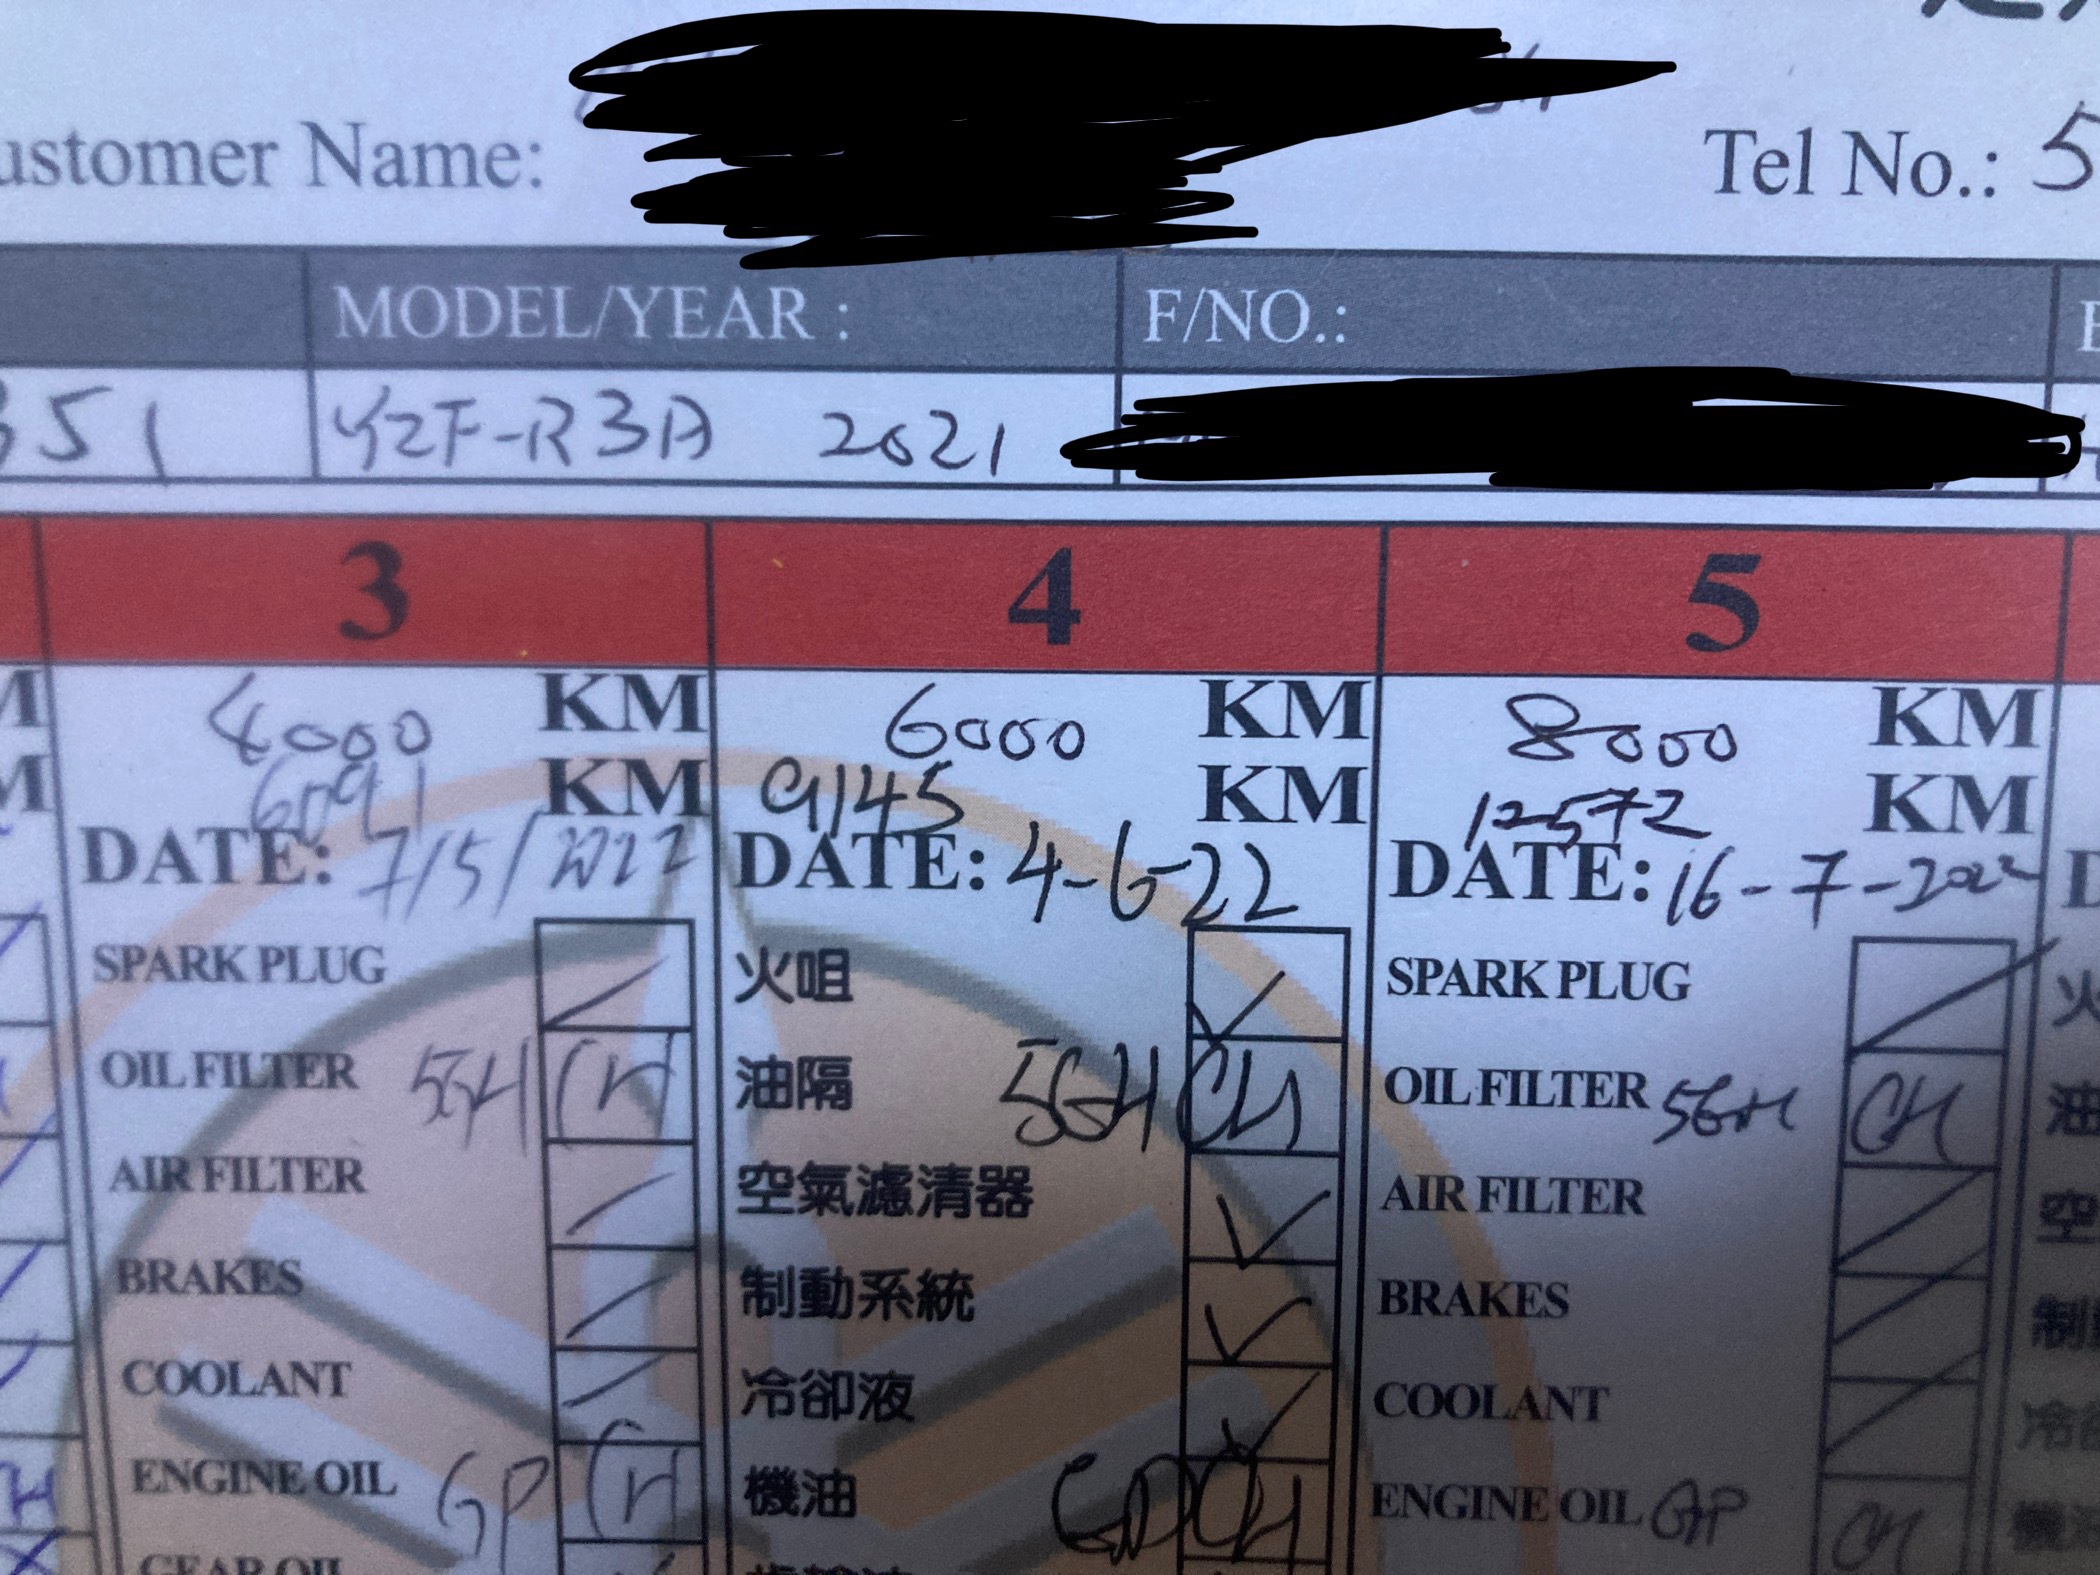 ustomer Name: Tel No.: 5
MODEL/YEAR : F/NO.:
351 YZF-R3A 2021
3 4 5
4000 KM 6000 KM 8000 KM
6091 KM 9145 KM 12572 KM
DATE: 7/5/2022 DATE: 4-6-22 DATE: 16-7-2022
SPARK PLUG 火咀 SPARK PLUG
OIL FILTER 5GH CH 油隔 5GH CH OIL FILTER 5GH CH
AIR FILTER 空氣濾清器 AIR FILTER
BRAKES 制動系統 BRAKES
COOLANT 冷卻液 COOLANT
ENGINE OIL GP CH 機油 CH ENGINE OIL GP CH
GEAR OIL